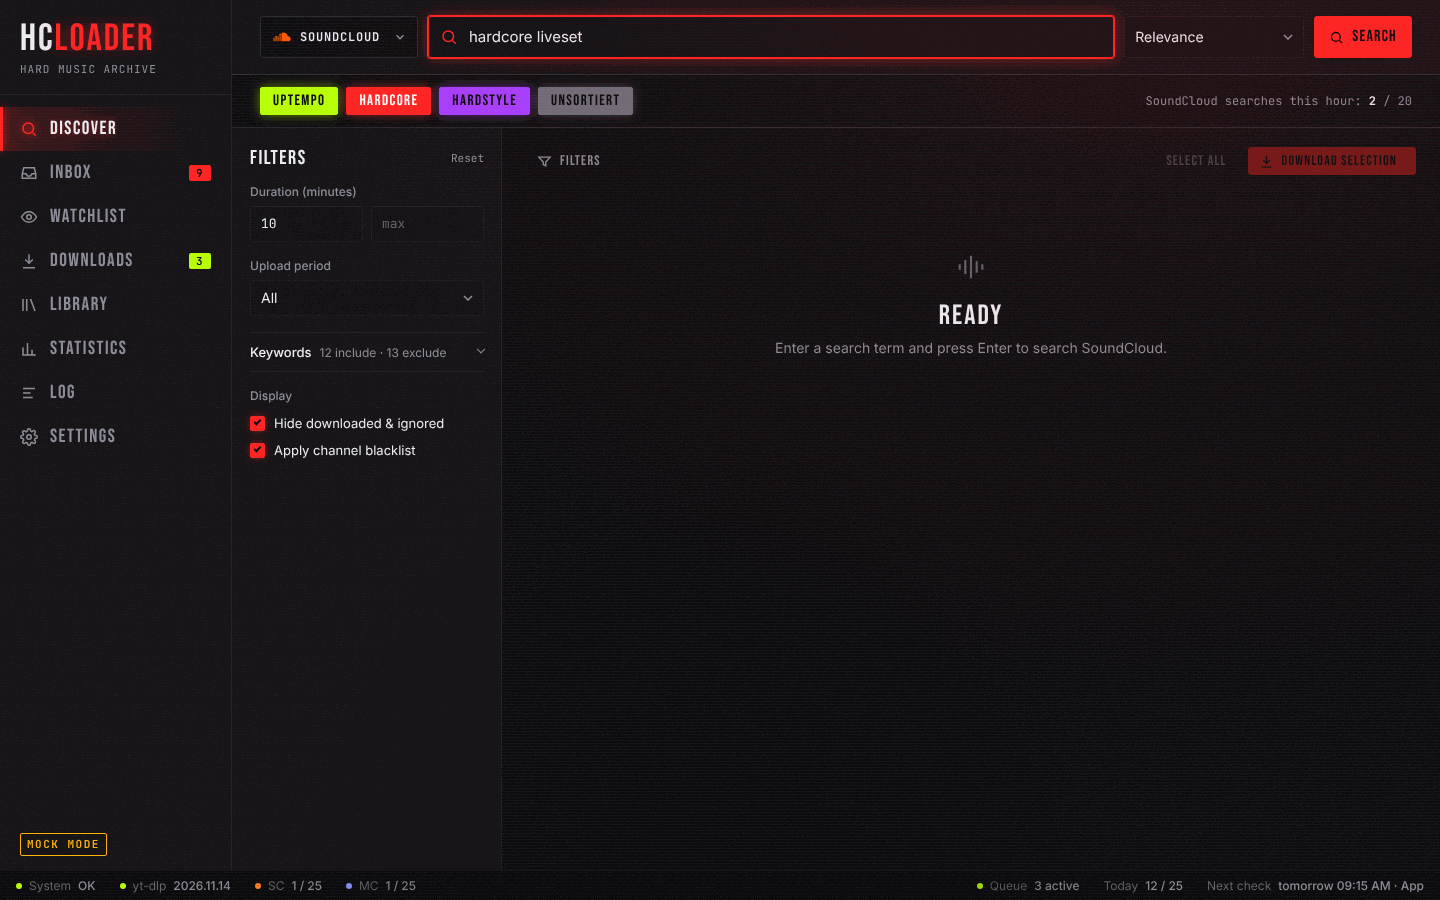 HCLOADER
HARD MUSIC ARCHIVE
DISCOVER
INBOX 9
WATCHLIST
DOWNLOADS 3
LIBRARY
STATISTICS
LOG
SETTINGS
MOCK MODE
SOUNDCLOUD
hardcore liveset
Relevance
SEARCH
UPTEMPO HARDCORE HARDSTYLE UNSORTIERT
SoundCloud searches this hour: 2 / 20
FILTERS Reset
Duration (minutes)
10 max
Upload period
All
Keywords 12 include · 13 exclude
Display
Hide downloaded & ignored
Apply channel blacklist
FILTERS
SELECT ALL DOWNLOAD SELECTION
READY
Enter a search term and press Enter to search SoundCloud.
System OK yt-dlp 2026.11.14 SC 1 / 25 MC 1 / 25 Queue 3 active Today 12 / 25 Next check tomorrow 09:15 AM · App